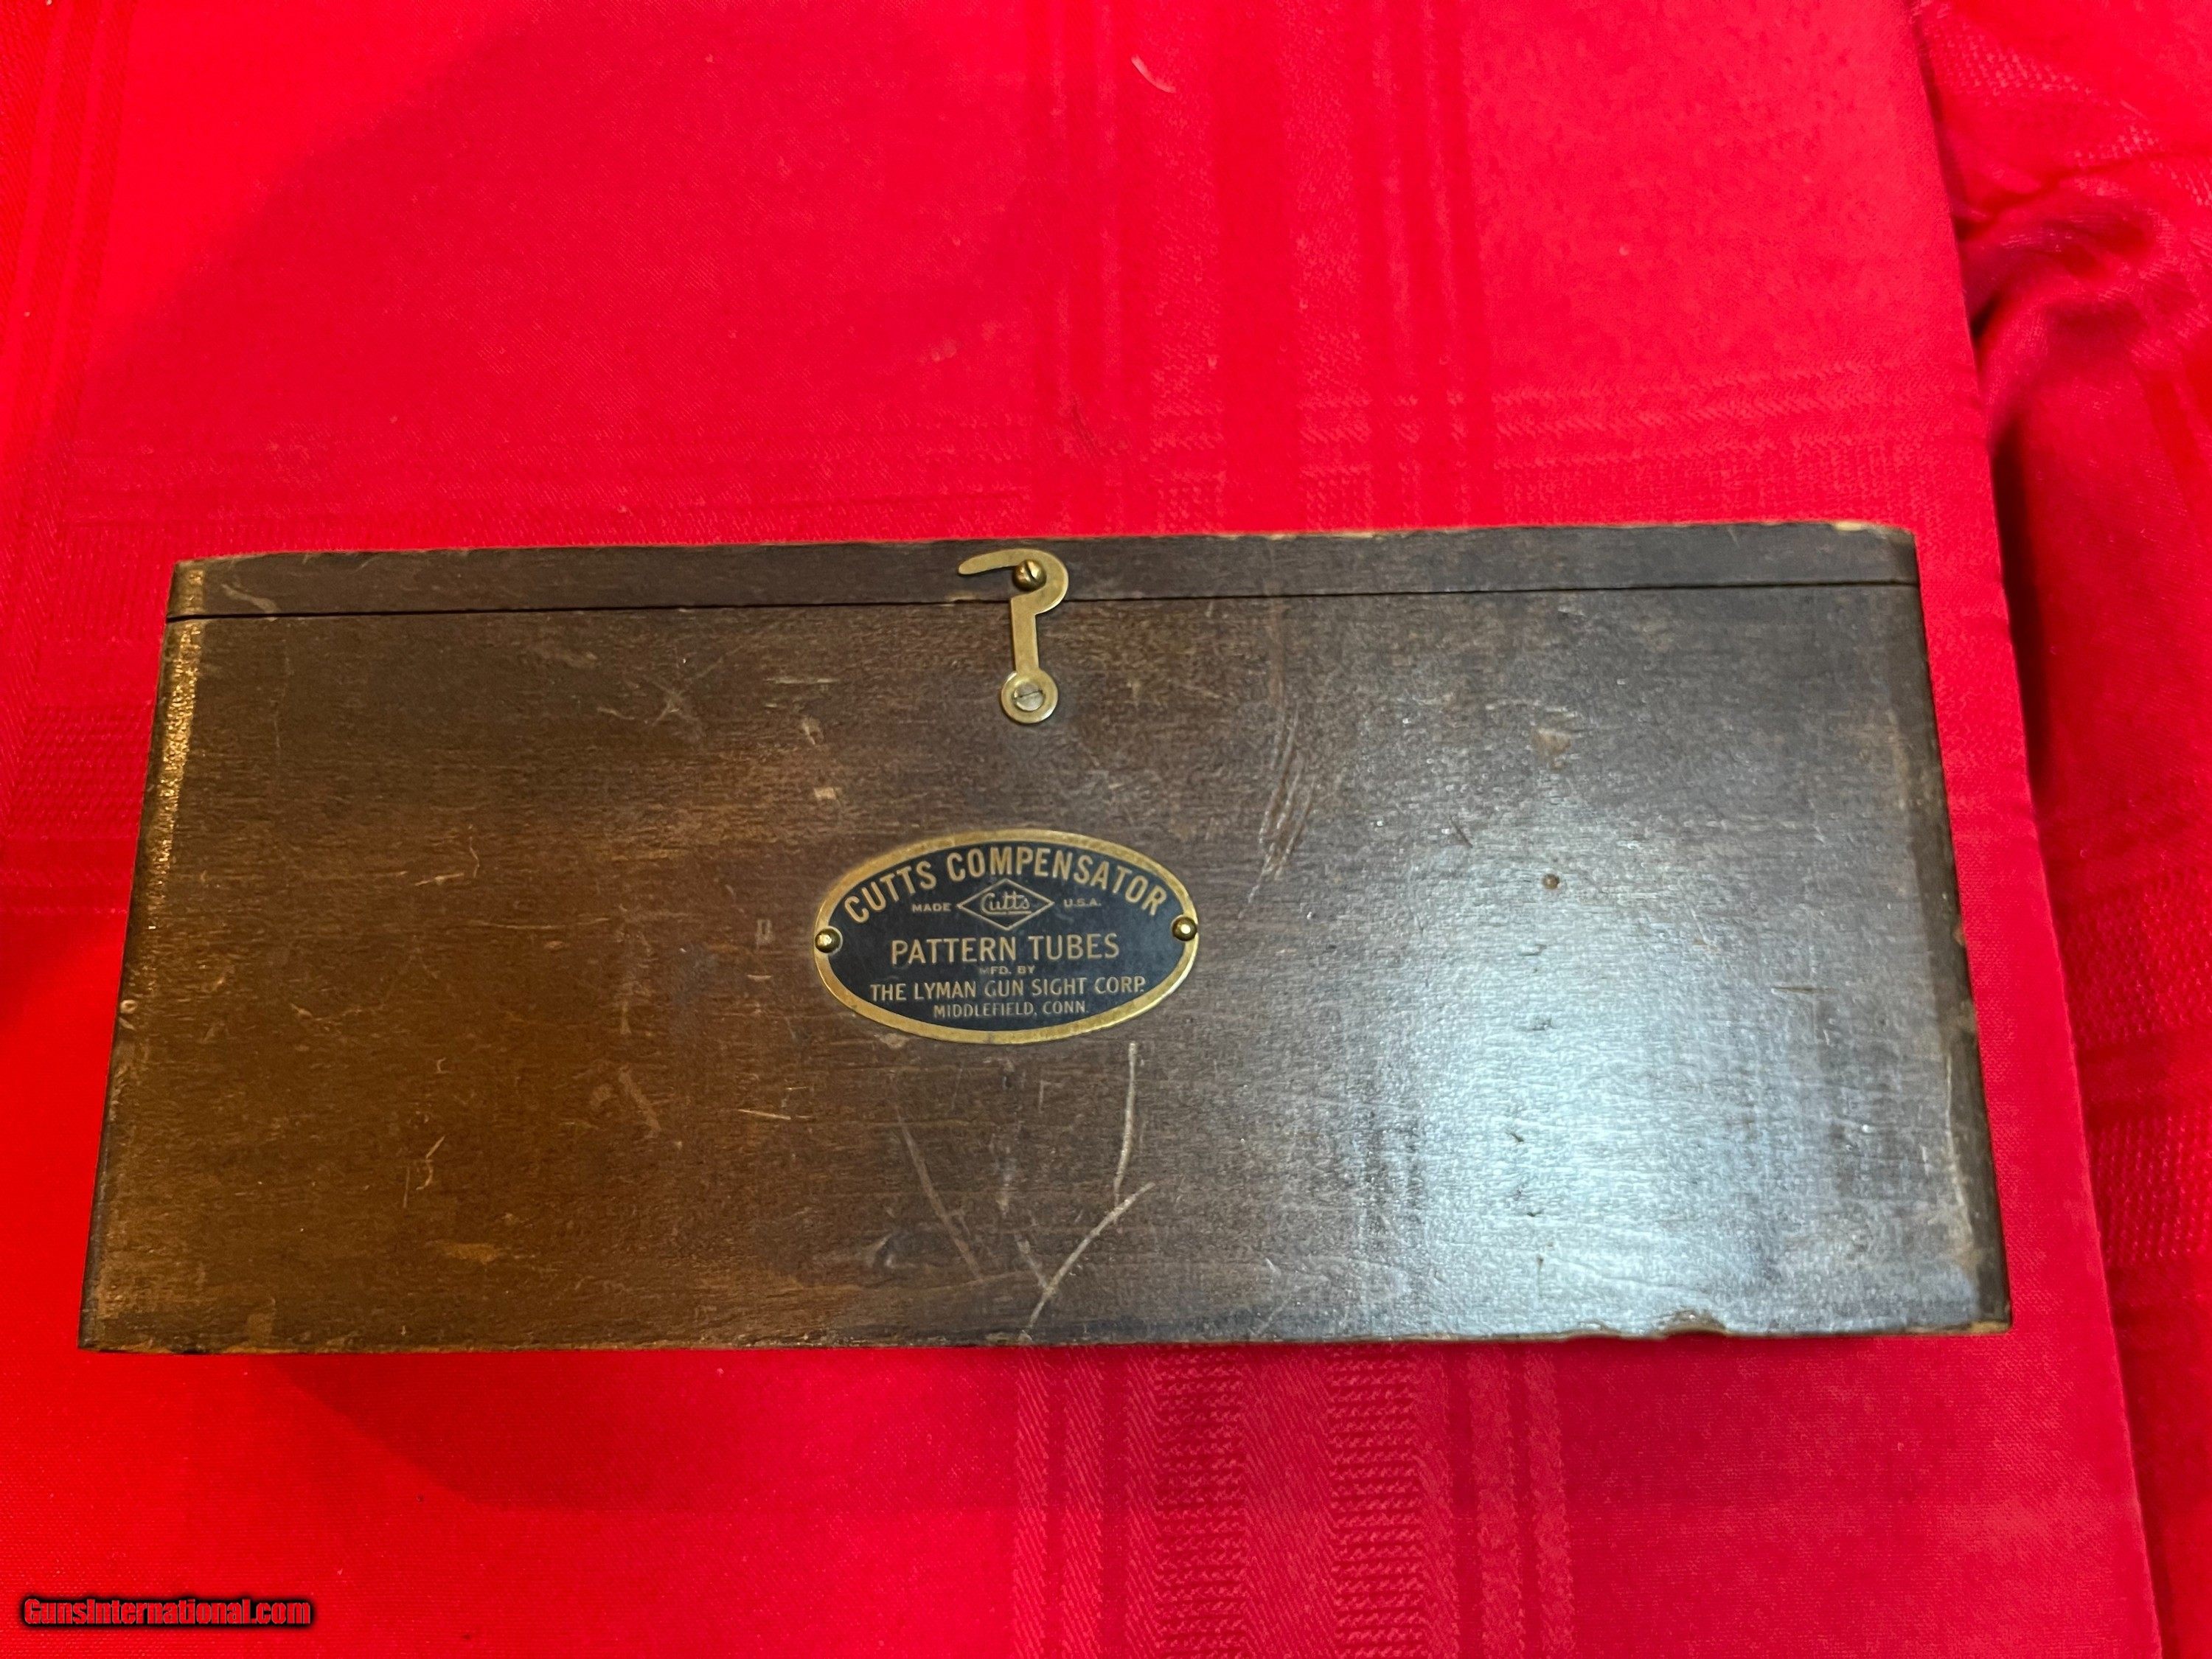 CUTTS COMPENSATOR
MADE Cutts U.S.A.
PATTERN TUBES
MFD. BY
THE LYMAN GUN SIGHT CORP.
MIDDLEFIELD, CONN.
GunsInternational.com